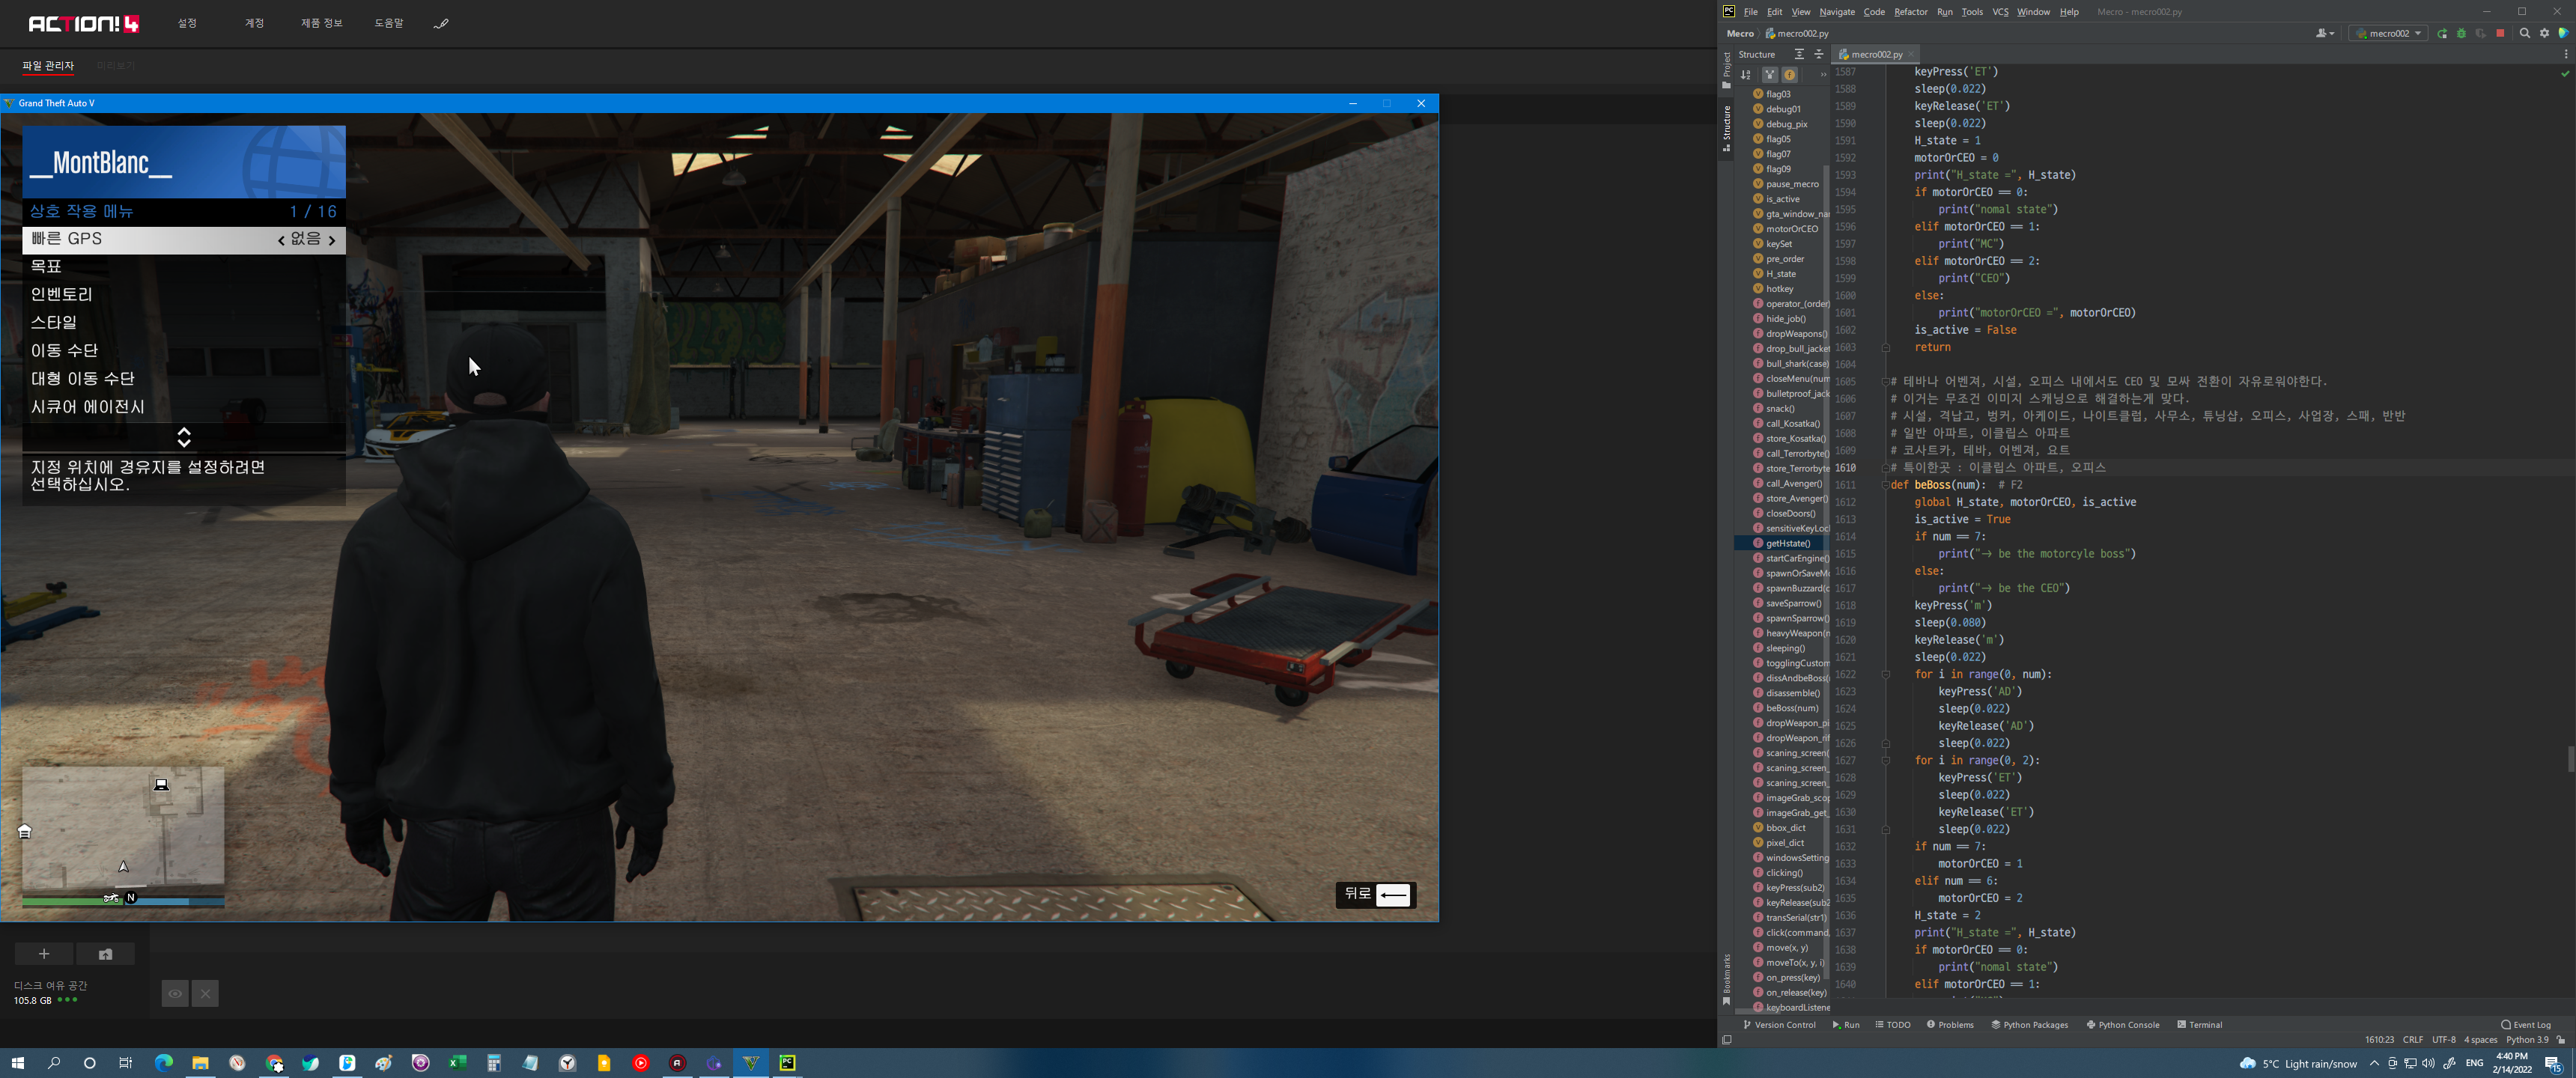 ACTION! 4
설정 계정 제품 정보 도움말
파일 관리자 미리보기
Grand Theft Auto V
__MontBlanc__
상호 작용 메뉴 1 / 16
빠른 GPS 없음
목표
인벤토리
스타일
이동 수단
대형 이동 수단
시큐어 에이전시
지정 위치에 경유지를 설정하려면
선택하십시오.
N
뒤로
디스크 여유 공간
105.8 GB
File Edit View Navigate Code Refactor Run Tools VCS Window Help Mecro - mecro002.py
Mecro mecro002.py mecro002
Structure mecro002.py
Project
Structure
Bookmarks
flag03
debug01
debug_pix
flag05
flag07
flag09
pause_mecro
is_active
gta_window_na
motorOrCEO
keySet
pre_order
H_state
hotkey
operator_(order)
hide_job()
dropWeapons()
drop_bull_jacket
bull_shark(case)
closeMenu(num
bulletproof_jack
snack()
call_Kosatka()
store_Kosatka()
call_Terrorbyte()
store_Terrorbyte
call_Avenger()
store_Avenger()
closeDoors()
sensitiveKeyLoc
getHstate()
startCarEngine()
spawnOrSaveMo
spawnBuzzard(c
saveSparrow()
spawnSparrow()
heavyWeapon(n
sleeping()
togglingCustom
dissAndbeBoss(
disassemble()
beBoss(num)
dropWeapon_pi
dropWeapon_rif
scaning_screen(
scaning_screen_
scaning_screen_
imageGrab_scop
imageGrab_get_
bbox_dict
pixel_dict
windowsSetting
clicking()
keyPress(sub2)
keyRelease(sub2
transSerial(str1)
click(command,
move(x, y)
moveTo(x, y, i)
on_press(key)
on_release(key)
keyboardListene
1587 keyPress('ET')
1588 sleep(0.022)
1589 keyRelease('ET')
1590 sleep(0.022)
1591 H_state = 1
1592 motorOrCEO = 0
1593 print("H_state =", H_state)
1594 if motorOrCEO == 0:
1595 print("nomal state")
1596 elif motorOrCEO == 1:
1597 print("MC")
1598 elif motorOrCEO == 2:
1599 print("CEO")
1600 else:
1601 print("motorOrCEO =", motorOrCEO)
1602 is_active = False
1603 return
1604
1605 # 테바나 어벤져, 시설, 오피스 내에서도 CEO 및 모싸 전환이 자유로워야한다.
1606 # 이거는 무조건 이미지 스캐닝으로 해결하는게 맞다.
1607 # 시설, 격납고, 벙커, 아케이드, 나이트클럽, 사무소, 튜닝샵, 오피스, 사업장, 스패, 반반
1608 # 일반 아파트, 이클립스 아파트
1609 # 코사트카, 테바, 어벤져, 요트
1610 # 특이한곳 : 이클립스 아파트, 오피스
1611 def beBoss(num): # F2
1612 global H_state, motorOrCEO, is_active
1613 is_active = True
1614 if num == 7:
1615 print("-> be the motorcyle boss")
1616 else:
1617 print("-> be the CEO")
1618 keyPress('m')
1619 sleep(0.080)
1620 keyRelease('m')
1621 sleep(0.022)
1622 for i in range(0, num):
1623 keyPress('AD')
1624 sleep(0.022)
1625 keyRelease('AD')
1626 sleep(0.022)
1627 for i in range(0, 2):
1628 keyPress('ET')
1629 sleep(0.022)
1630 keyRelease('ET')
1631 sleep(0.022)
1632 if num == 7:
1633 motorOrCEO = 1
1634 elif num == 6:
1635 motorOrCEO = 2
1636 H_state = 2
1637 print("H_state =", H_state)
1638 if motorOrCEO == 0:
1639 print("nomal state")
1640 elif motorOrCEO == 1:
Version Control Run TODO Problems Python Packages Python Console Terminal Event Log
1610:23 CRLF UTF-8 4 spaces Python 3.9
5°C Light rain/snow ENG 4:40 PM
2/14/2022 15